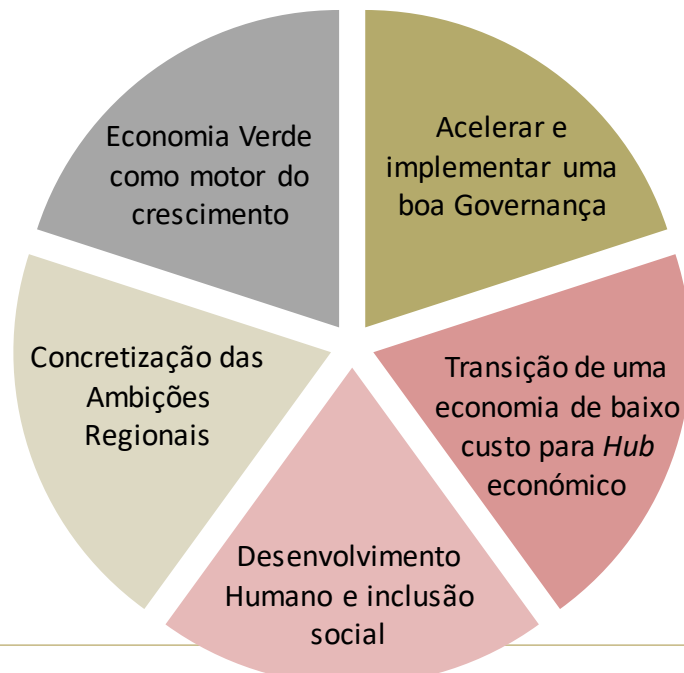 Economia Verde
como motor do
crescimento
Acelerar e
implementar uma
boa Governança
Transição de uma
economia de baixo
custo para Hub
económico
Desenvolvimento
Humano e inclusão
social
Concretização das
Ambições
Regionais